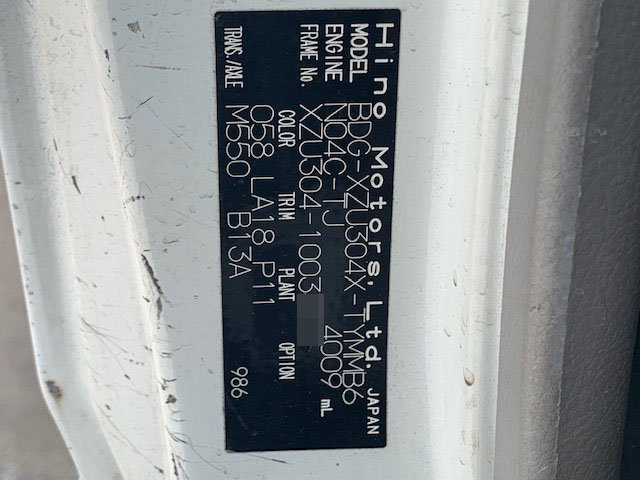 Hino Motors, Ltd. JAPAN
MODEL BDG-XZU304X-TYMMB6
ENGINE N04C-TJ 4009 mL
FRAME No. XZU304-1003
COLOR TRIM PLANT OPTION
058 LA18 P11
TRANS./AXLE M550 B13A 986